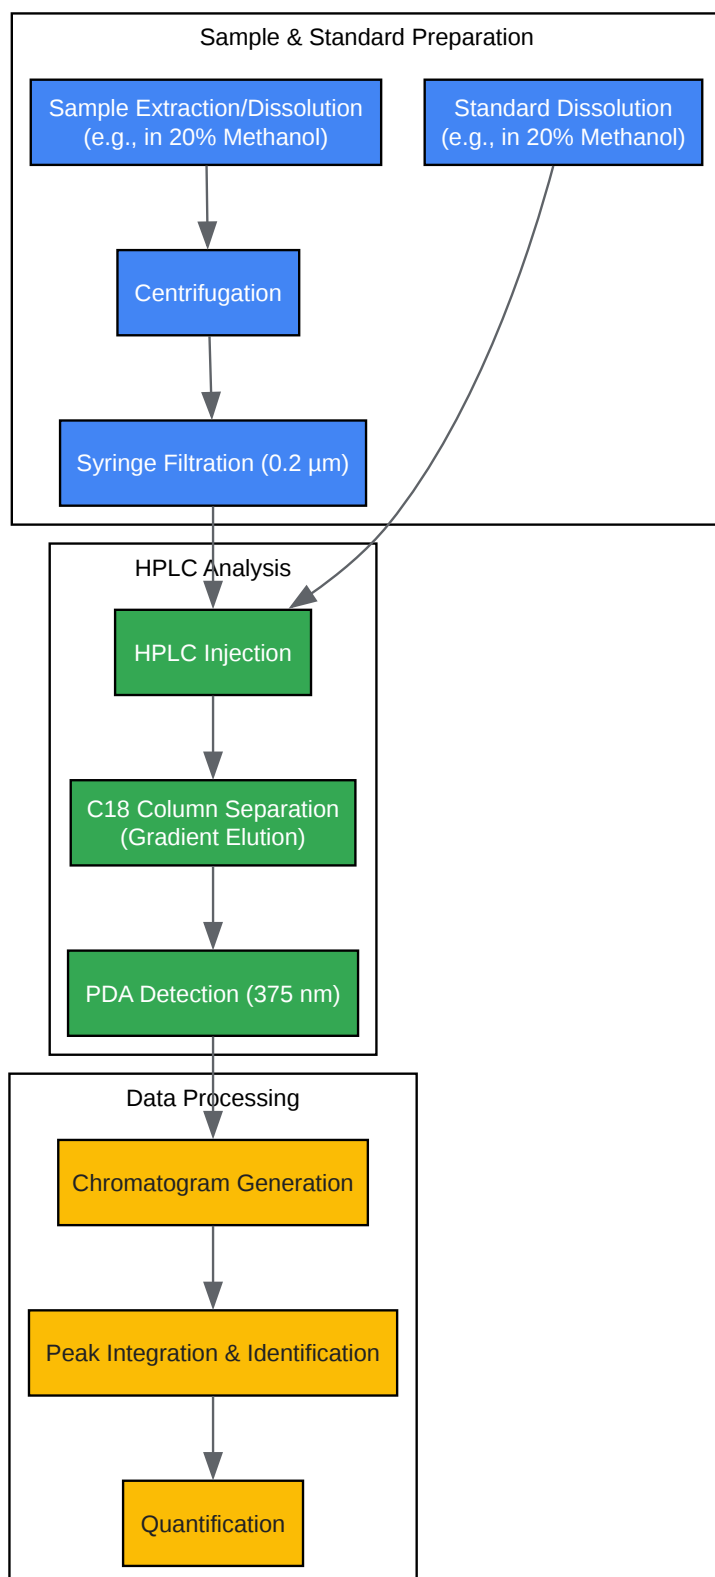 Sample & Standard Preparation
Sample Extraction/Dissolution
(e.g., in 20% Methanol)
Standard Dissolution
(e.g., in 20% Methanol)
Centrifugation
Syringe Filtration (0.2 µm)
HPLC Analysis
HPLC Injection
C18 Column Separation
(Gradient Elution)
PDA Detection (375 nm)
Data Processing
Chromatogram Generation
Peak Integration & Identification
Quantification